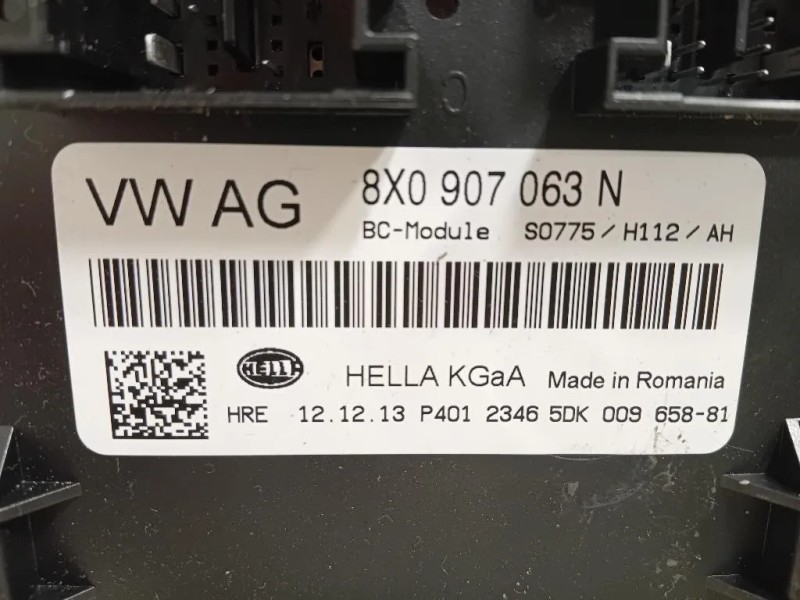 C
VW AG 8X0 907 063 N
BC-Module S0775/H112/AH
HELLA HELLA KGaA Made in Romania
HRE 12.12.13 P401 2346 5DK 009 658-81